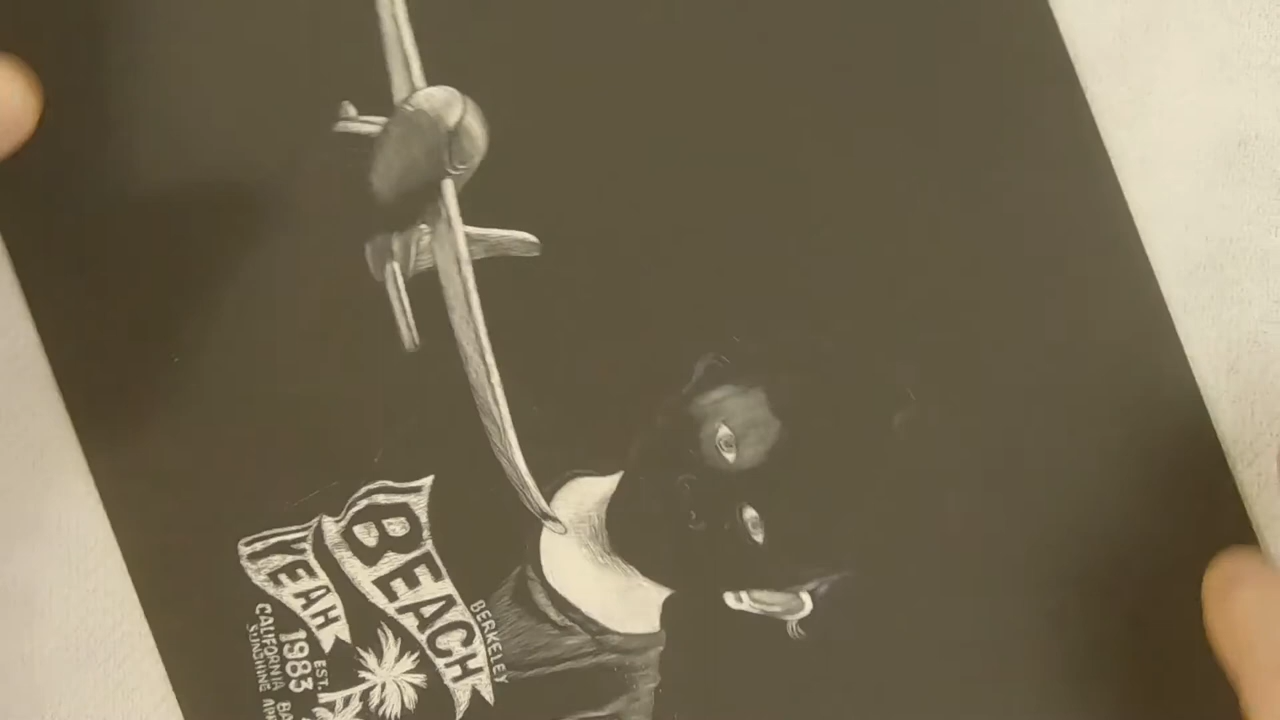 BERKELEY
BEACH
YEAH
EST.
1983
CALIFORNIA
SUNSHINE